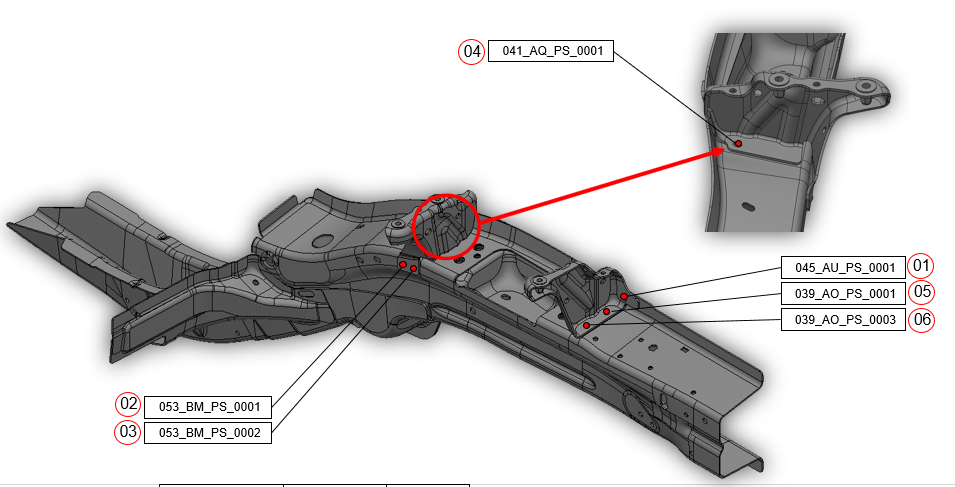 04 041_AQ_PS_0001
045_AU_PS_0001 01
039_AO_PS_0001 05
039_AO_PS_0003 06
02 053_BM_PS_0001
03 053_BM_PS_0002